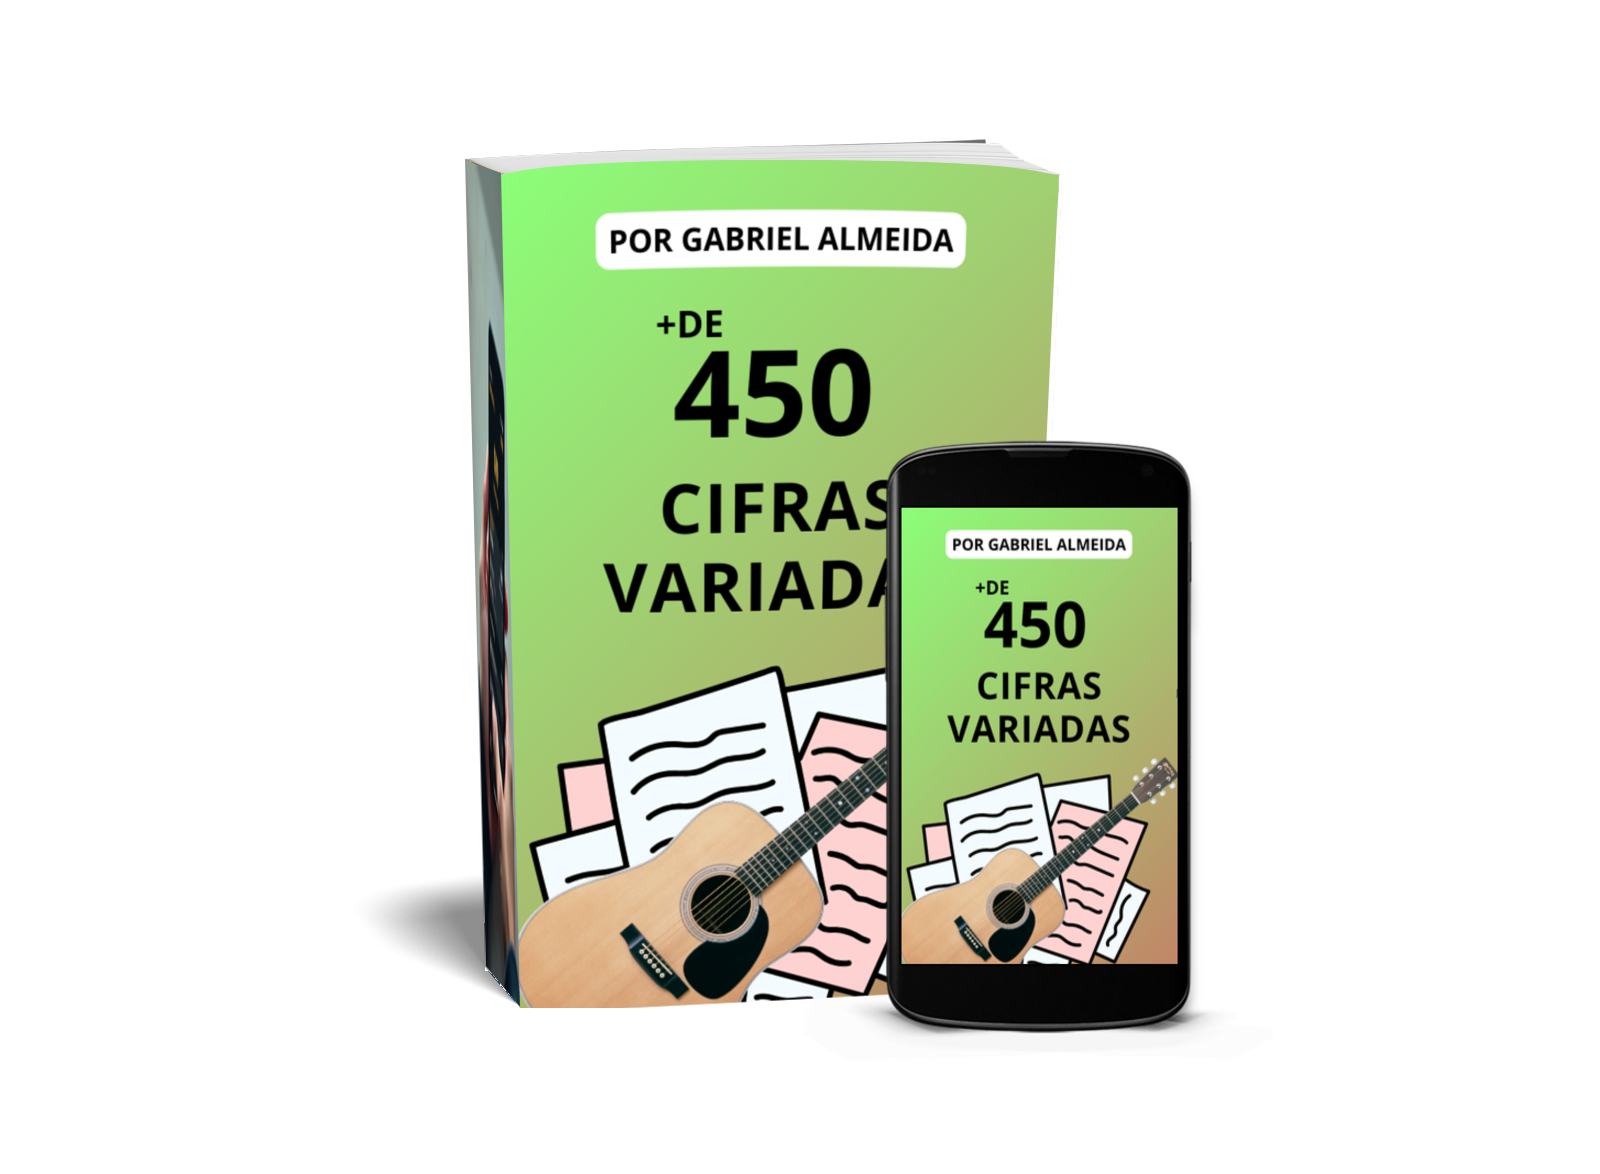 POR GABRIEL ALMEIDA
+DE
450
CIFRAS
VARIADA
POR GABRIEL ALMEIDA
+DE
450
CIFRAS
VARIADAS